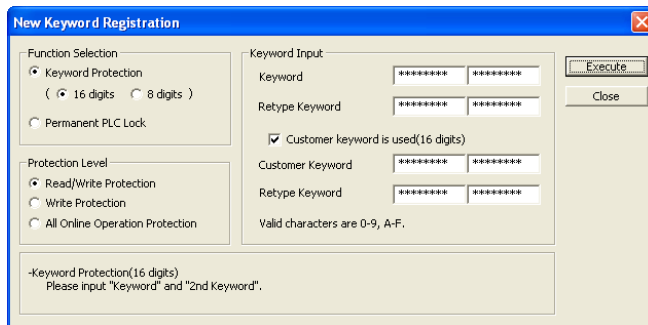 New Keyword Registration
Function Selection
Keyword Protection
( 16 digits 8 digits )
Permanent PLC Lock
Protection Level
Read/Write Protection
Write Protection
All Online Operation Protection
Keyword Input
Keyword ******** ********
Retype Keyword ******** ********
Customer keyword is used(16 digits)
Customer Keyword ******** ********
Retype Keyword ******** ********
Valid characters are 0-9, A-F.
Execute
Close
-Keyword Protection(16 digits)
Please input "Keyword" and "2nd Keyword".